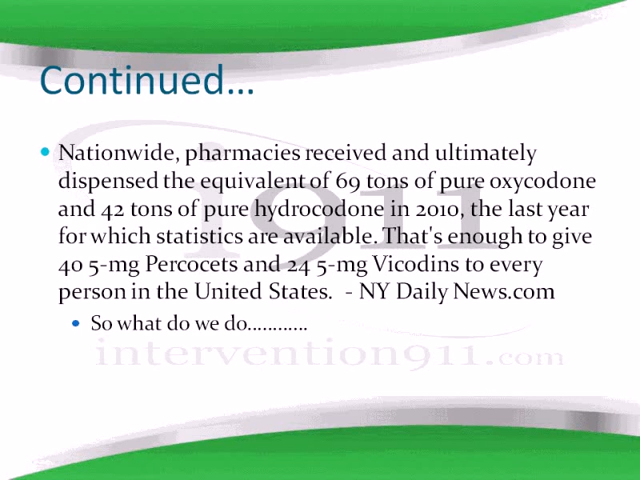 Continued...
Nationwide, pharmacies received and ultimately
dispensed the equivalent of 69 tons of pure oxycodone
and 42 tons of pure hydrocodone in 2010, the last year
for which statistics are available. That's enough to give
40 5-mg Percocets and 24 5-mg Vicodins to every
person in the United States.  - NY Daily News.com
So what do we do............
i911
intervention911.com